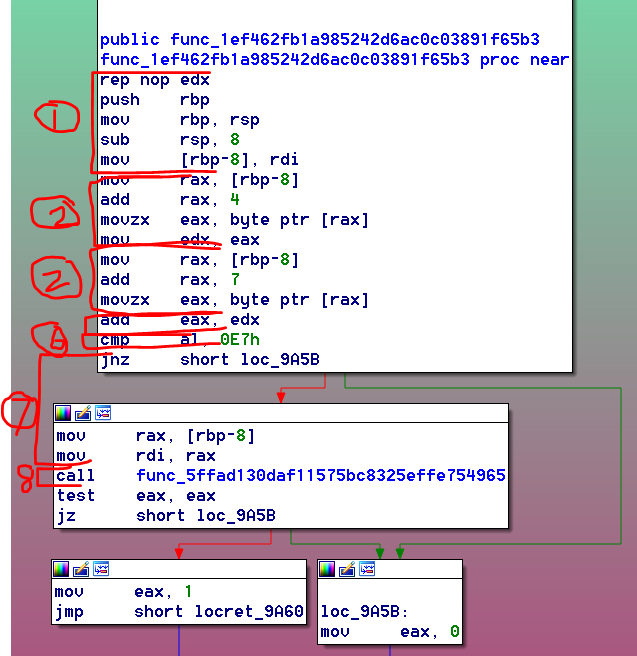 public func_1ef462fb1a985242d6ac0c03891f65b3
func_1ef462fb1a985242d6ac0c03891f65b3 proc near
rep nop edx
push rbp
1
mov rbp, rsp
sub rsp, 8
mov [rbp-8], rdi
mov rax, [rbp-8]
add rax, 4
2
movzx eax, byte ptr [rax]
mov edx, eax
mov rax, [rbp-8]
2
add rax, 7
movzx eax, byte ptr [rax]
add eax, edx
6
cmp al, 0E7h
jnz short loc_9A5B
7
mov rax, [rbp-8]
mov rdi, rax
8
call func_5ffad130daf11575bc8325effe754965
test eax, eax
jz short loc_9A5B
mov eax, 1
jmp short locret_9A60
loc_9A5B:
mov eax, 0